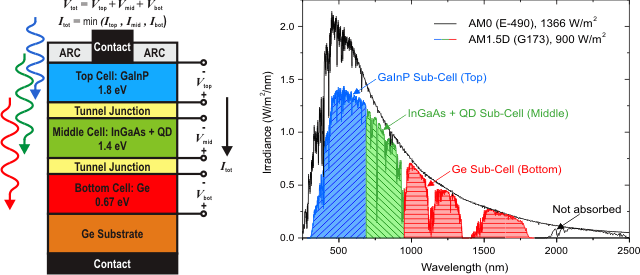 V_tot = V_top + V_mid + V_bot
I_tot = min (I_top , I_mid , I_bot)
ARC
Contact
ARC
Top Cell: GaInP
1.8 eV
Tunnel Junction
Middle Cell: InGaAs + QD
1.4 eV
Tunnel Junction
Bottom Cell: Ge
0.67 eV
Ge Substrate
Contact
-
V_top
+
-
V_mid
+
-
V_bot
+
I_tot
Irradiance (W/m²/nm)
2.0
1.5
1.0
0.5
0.0
AM0 (E-490), 1366 W/m²
AM1.5D (G173), 900 W/m²
GaInP Sub-Cell (Top)
InGaAs + QD Sub-Cell (Middle)
Ge Sub-Cell (Bottom)
Not absorbed
500
1000
1500
2000
2500
Wavelength (nm)